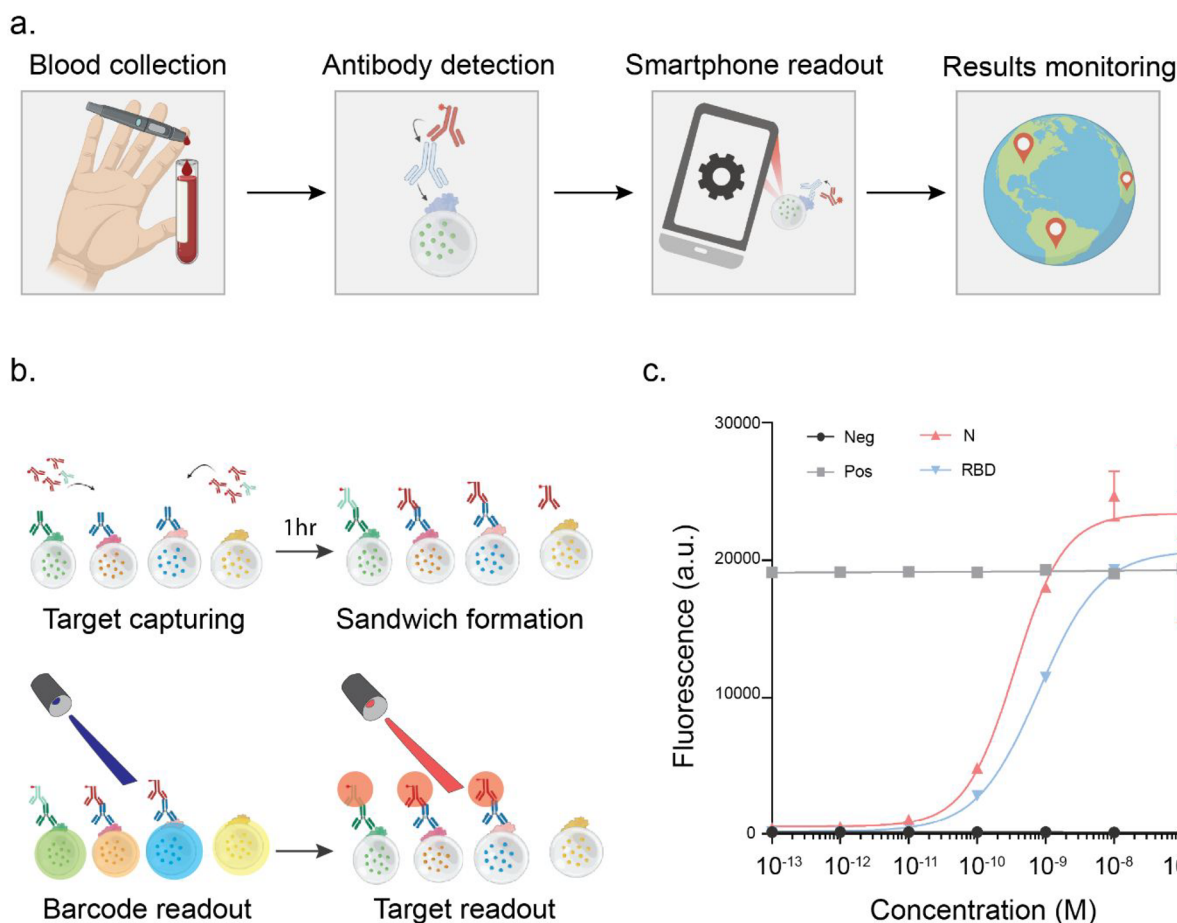 a.
Blood collection
Antibody detection
Smartphone readout
Results monitoring
b.
1hr
Target capturing
Sandwich formation
Barcode readout
Target readout
c.
Fluorescence (a.u.)
30000
20000
10000
0
Neg
N
Pos
RBD
10⁻¹³
10⁻¹²
10⁻¹¹
10⁻¹⁰
10⁻⁹
10⁻⁸
Concentration (M)